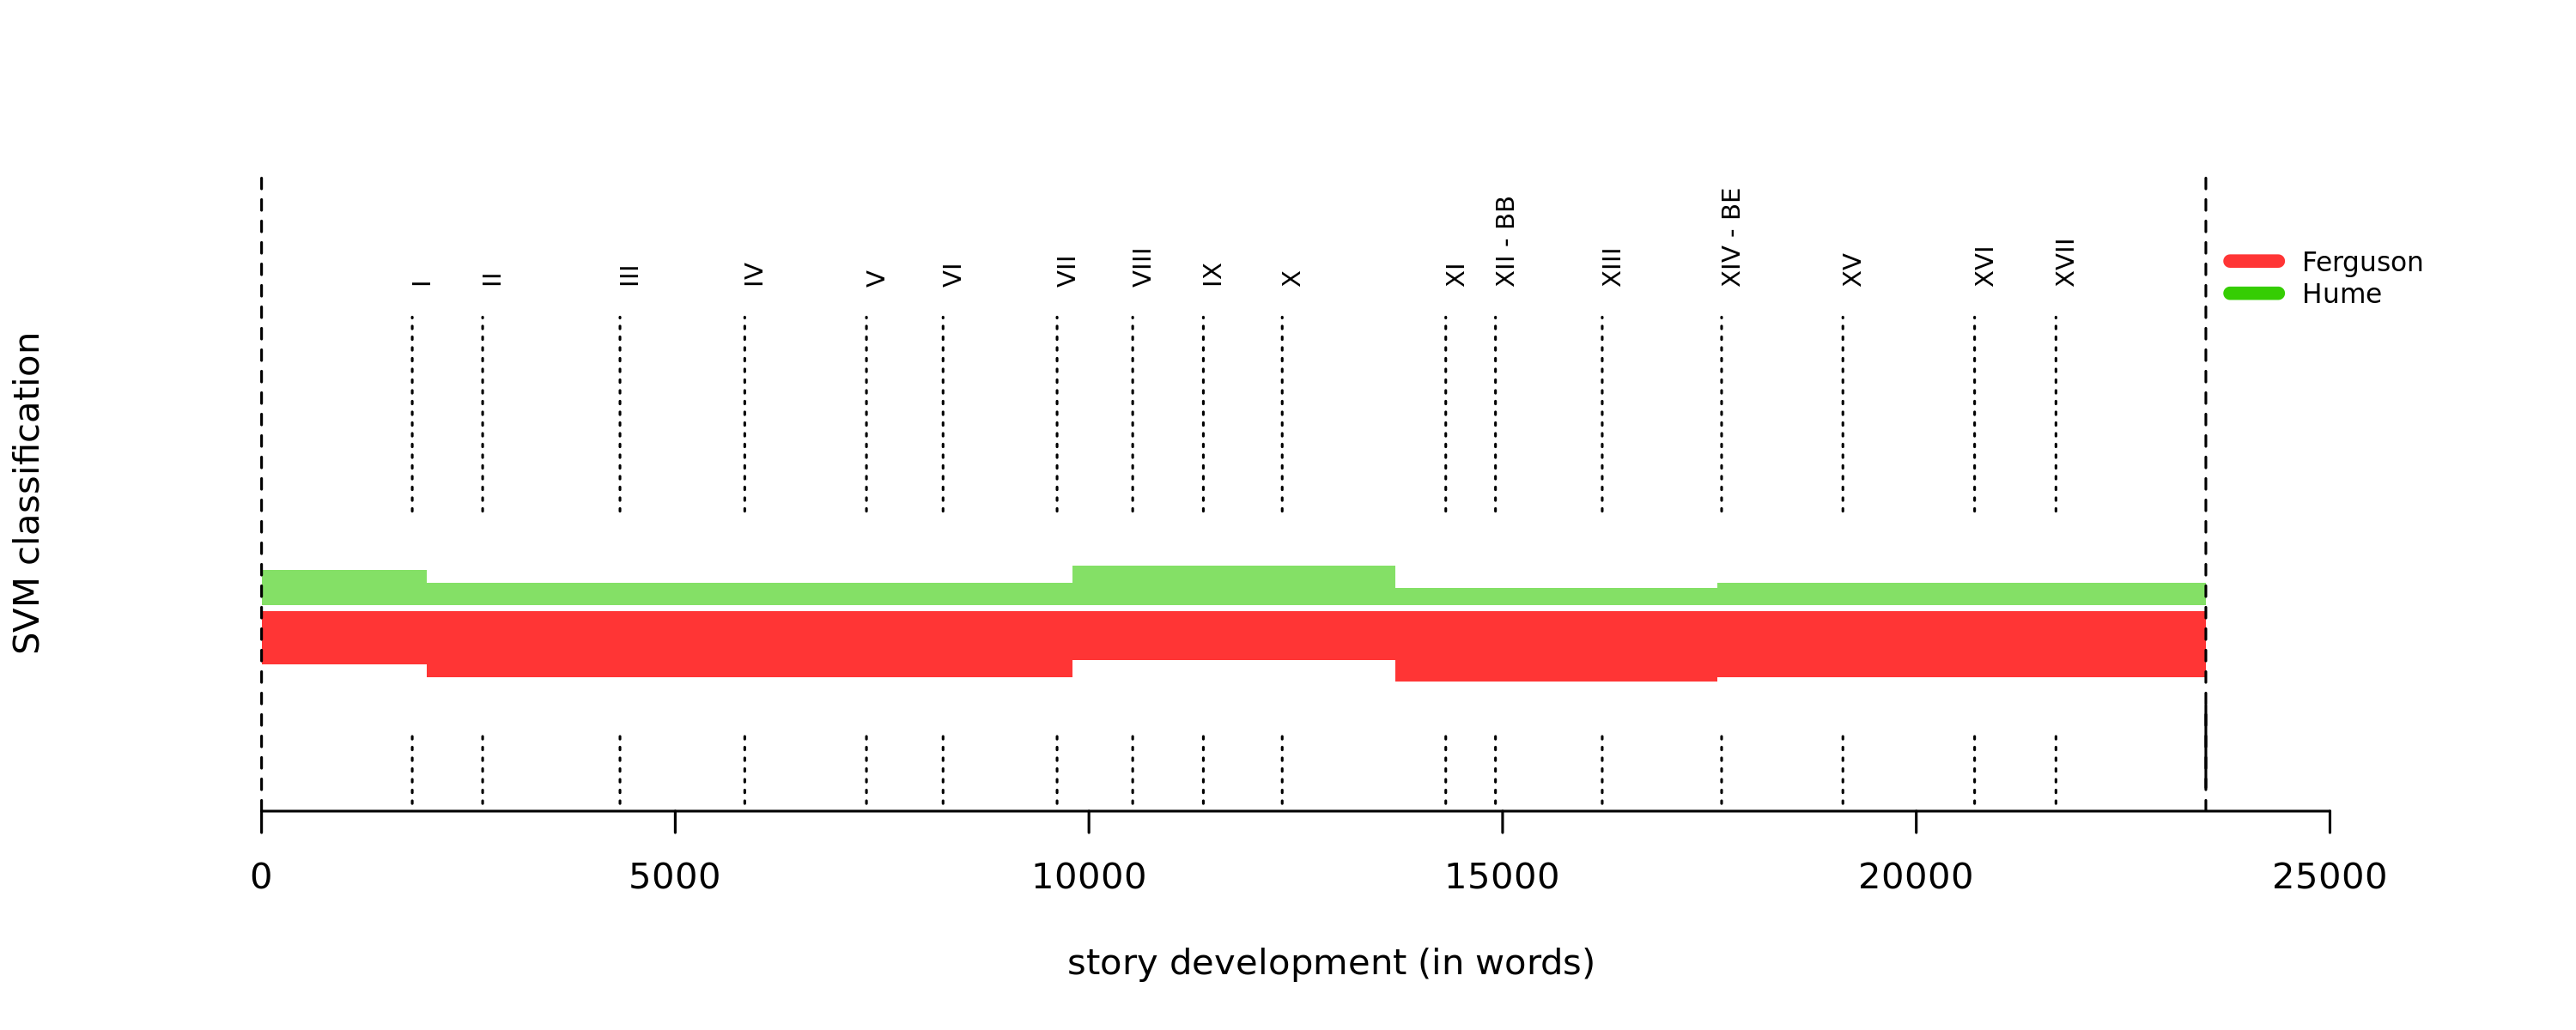 I
II
III
IV
V
VI
VII
VIII
IX
X
XI
XII - BB
XIII
XIV - BE
XV
XVI
XVII
Ferguson
Hume
SVM classification
0 5000 10000 15000 20000 25000
story development (in words)